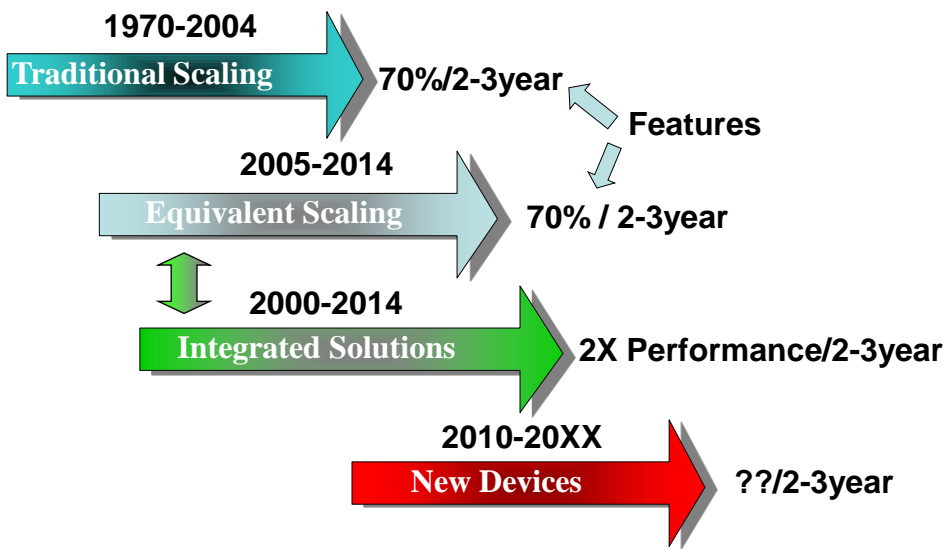 1970-2004
Traditional Scaling
70%/2-3year
Features
2005-2014
Equivalent Scaling
70% / 2-3year
2000-2014
Integrated Solutions
2X Performance/2-3year
2010-20XX
New Devices
??/2-3year